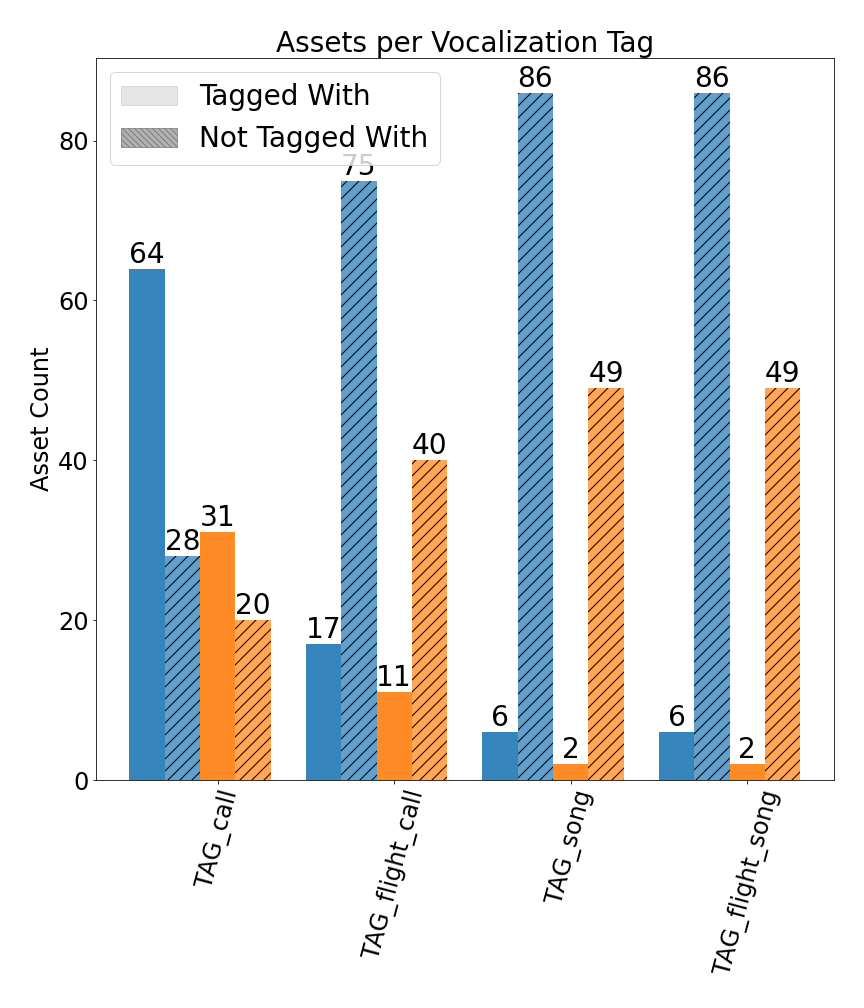 Assets per Vocalization Tag
Tagged With
Not Tagged With
Asset Count
80
60
40
20
0
64
28
31
20
17
75
11
40
6
86
2
49
6
86
2
49
TAG_call
TAG_flight_call
TAG_song
TAG_flight_song